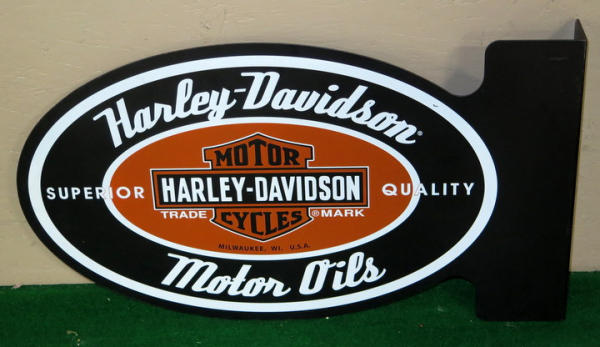 Harley-Davidson®
MOTOR
SUPERIOR HARLEY-DAVIDSON QUALITY
TRADE ® MARK
CYCLES
MILWAUKEE, WI. U.S.A.
Motor Oils